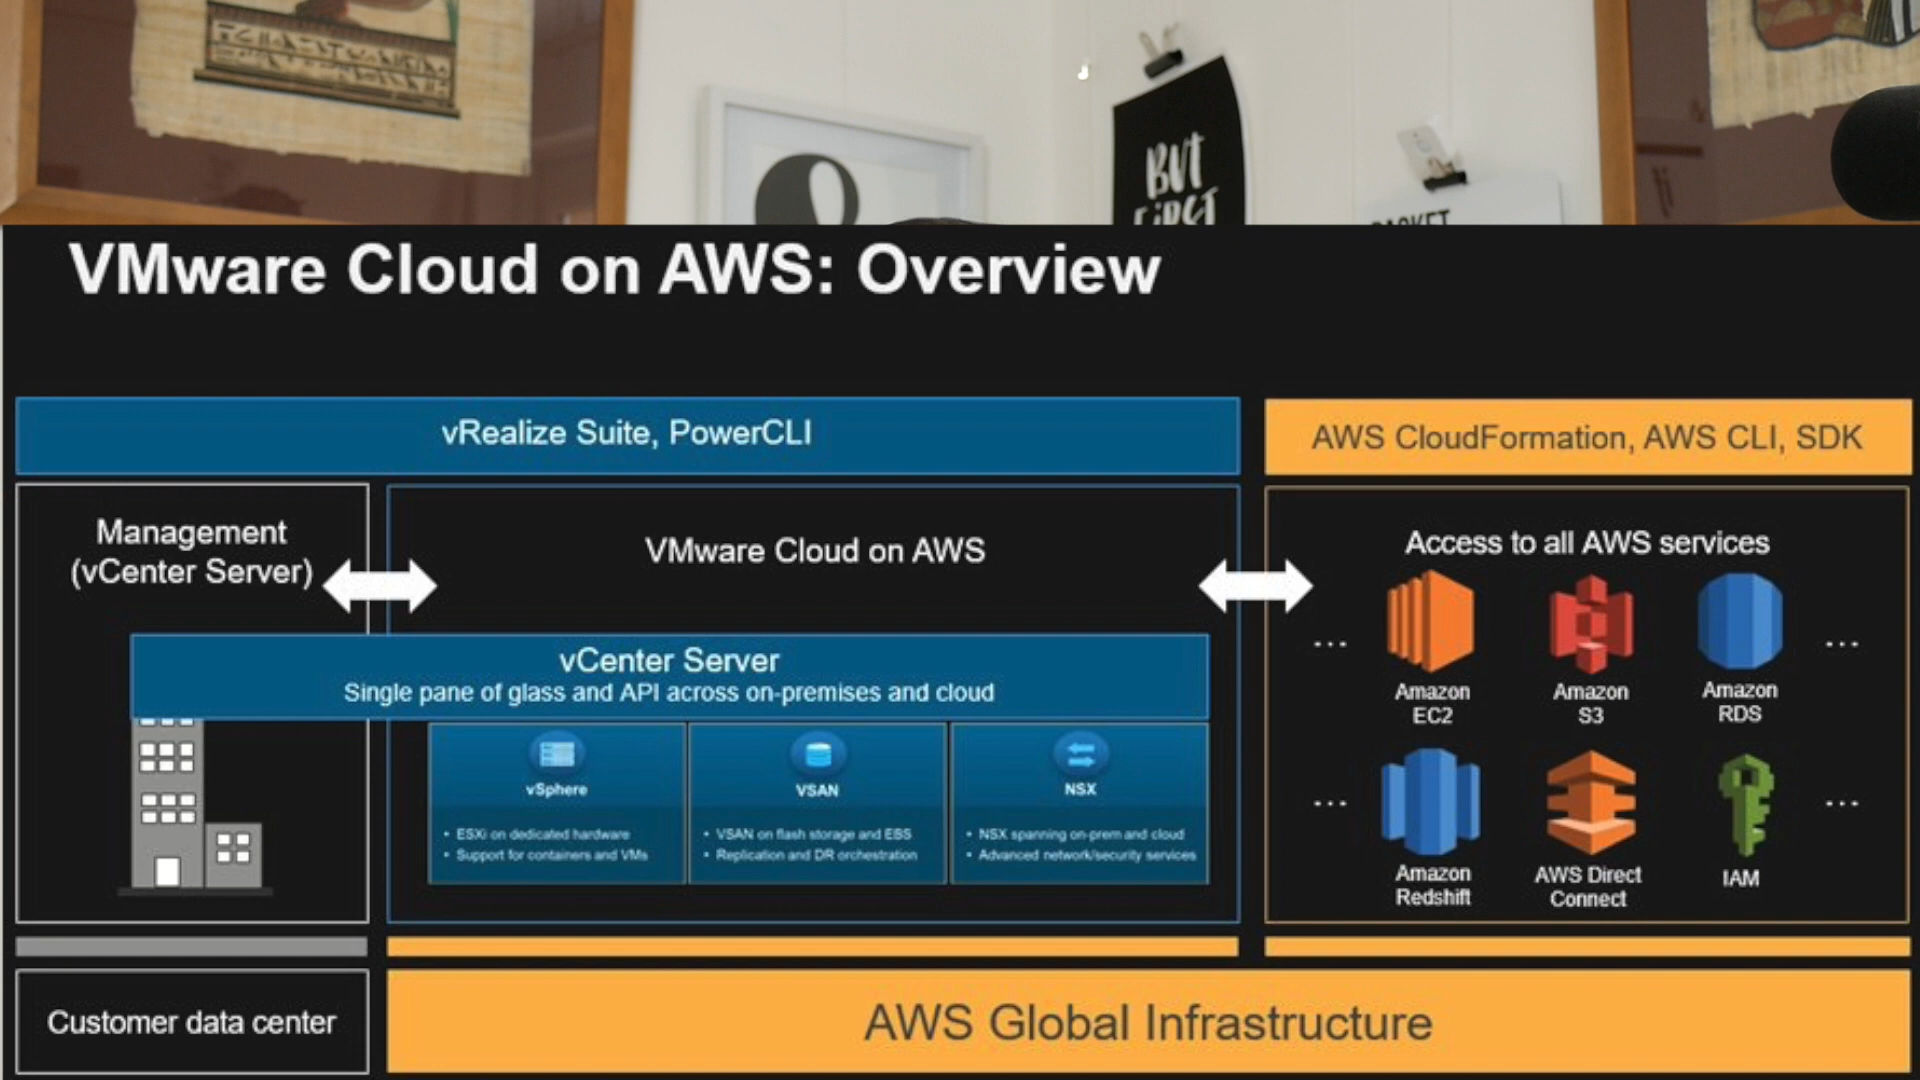 BUT
FIRST
VMware Cloud on AWS: Overview
vRealize Suite, PowerCLI
AWS CloudFormation, AWS CLI, SDK
Management
(vCenter Server)
VMware Cloud on AWS
Access to all AWS services
vCenter Server
Single pane of glass and API across on-premises and cloud
vSphere
• ESXi on dedicated hardware
• Support for containers and VMs
VSAN
• VSAN on flash storage and EBS
• Replication and DR orchestration
NSX
• NSX spanning on-prem and cloud
• Advanced network/security services
...
Amazon
EC2
Amazon
S3
Amazon
RDS
...
...
Amazon
Redshift
AWS Direct
Connect
IAM
...
Customer data center
AWS Global Infrastructure